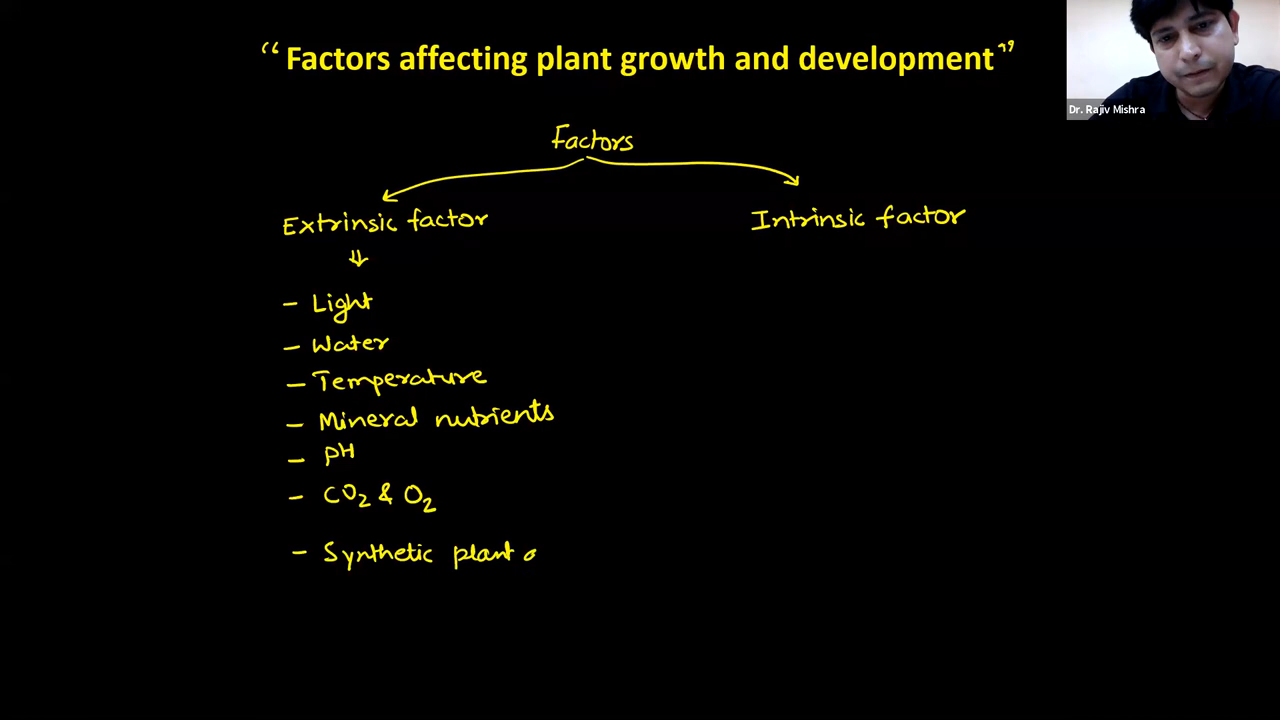 “Factors affecting plant growth and development”
Dr. Rajiv Mishra
Factors
Extrinsic factor Intrinsic factor
- Light
- Water
- Temperature
- Mineral nutrients
- PH
- CO₂ & O₂
- Synthetic plant